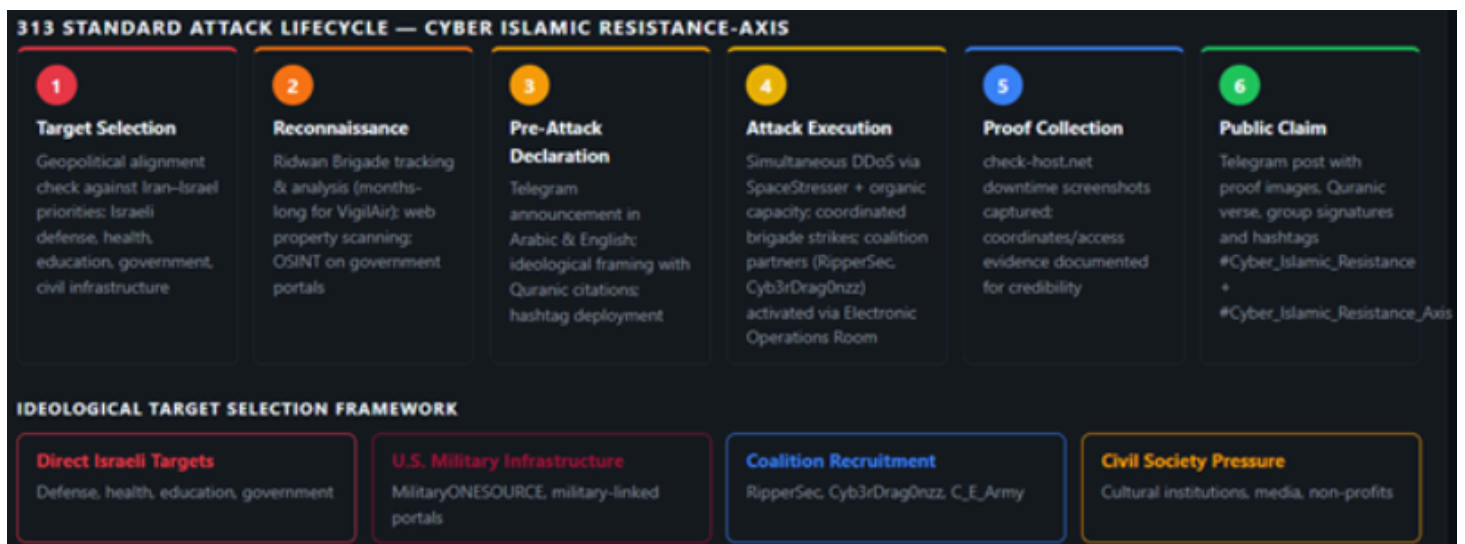 313 STANDARD ATTACK LIFECYCLE — CYBER ISLAMIC RESISTANCE-AXIS
1
Target Selection
Geopolitical alignment
check against Iran–Israel
priorities: Israeli
defense, health,
education, government,
civil infrastructure
2
Reconnaissance
Ridwan Brigade tracking
& analysis (months-
long for VigilAir); web
property scanning;
OSINT on government
portals
3
Pre-Attack
Declaration
Telegram
announcement in
Arabic & English;
ideological framing with
Quranic citations;
hashtag deployment
4
Attack Execution
Simultaneous DDoS via
SpaceStresser + organic
capacity; coordinated
brigade strikes; coalition
partners (RipperSec,
Cyb3rDrag0nzz)
activated via Electronic
Operations Room
5
Proof Collection
check-host.net
downtime screenshots
captured;
coordinates/access
evidence documented
for credibility
6
Public Claim
Telegram post with
proof images, Quranic
verse, group signatures
and hashtags
#Cyber_Islamic_Resistance
+
#Cyber_Islamic_Resistance_Axis
IDEOLOGICAL TARGET SELECTION FRAMEWORK
Direct Israeli Targets
Defense, health, education, government
U.S. Military Infrastructure
MilitaryONESOURCE, military-linked
portals
Coalition Recruitment
RipperSec, Cyb3rDrag0nzz, C_E_Army
Civil Society Pressure
Cultural institutions, media, non-profits